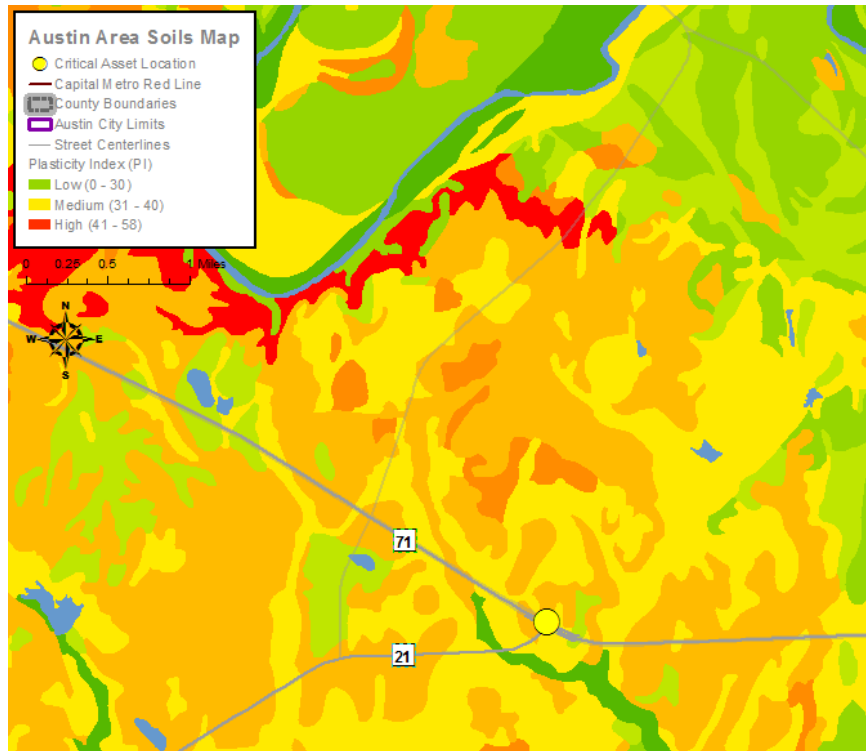 Austin Area Soils Map
Critical Asset Location
Capital Metro Red Line
County Boundaries
Austin City Limits
Street Centerlines
Plasticity Index (PI)
Low (0 - 30)
Medium (31 - 40)
High (41 - 58)
0 0.25 0.5 1 Miles
N
W E
S
71
21